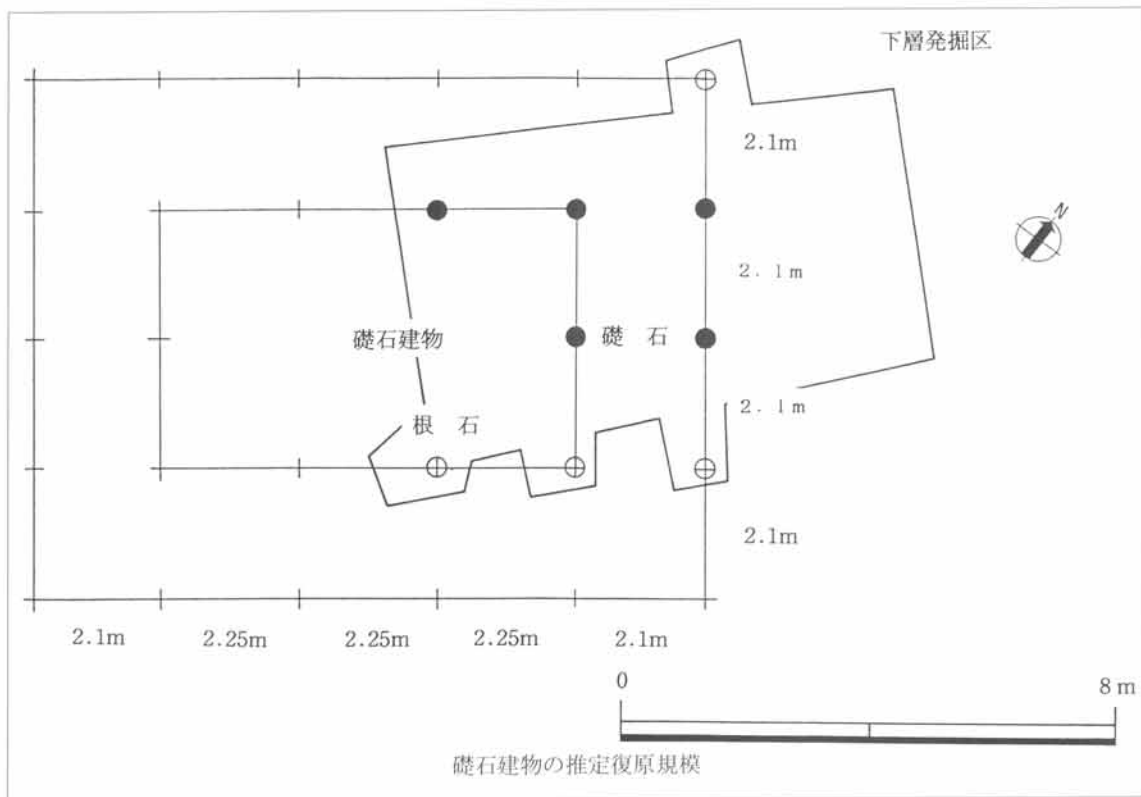 下層発掘区
2.1m
N
2.1m
礎石建物
礎 石
2.1m
根 石
2.1m
2.1m 2.25m 2.25m 2.25m 2.1m
0 8m
礎石建物の推定復原規模